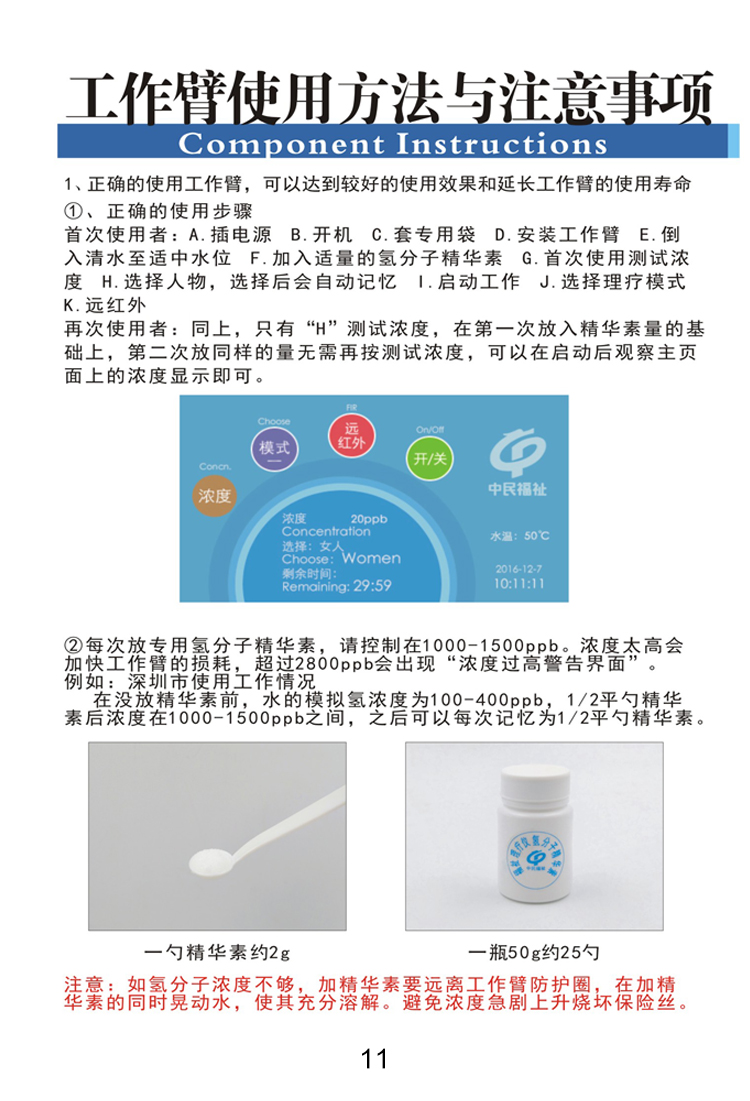 工作臂使用方法与注意事项
Component Instructions
1、正确的使用工作臂，可以达到较好的使用效果和延长工作臂的使用寿命
①、正确的使用步骤
首次使用者：A.插电源 B.开机 C.套专用袋 D.安装工作臂 E.倒
入清水至适中水位 F.加入适量的氢分子精华素 G.首次使用测试浓
度 H.选择人物，选择后会自动记忆 I.启动工作 J.选择理疗模式
K.远红外
再次使用者：同上，只有“H”测试浓度，在第一次放入精华素量的基
础上，第二次放同样的量无需再按测试浓度，可以在启动后观察主页
面上的浓度显示即可。
FIR
远
红外
Choose
模式
On/Off
开/关
Concn.
浓度
中民福祉
浓度 20ppb
Concentration
选择：女人
Choose: Women
剩余时间：
Remaining: 29:59
水温：50℃
2016-12-7
10:11:11
②每次放专用氢分子精华素，请控制在1000-1500ppb。浓度太高会
加快工作臂的损耗，超过2800ppb会出现“浓度过高警告界面”。
例如：深圳市使用工作情况
在没放精华素前，水的模拟氢浓度为100-400ppb，1/2平勺精华
素后浓度在1000-1500ppb之间，之后可以每次记忆为1/2平勺精华素。
福祉理疗仪氢分子精华素
中民福祉
一勺精华素约2g
一瓶50g约25勺
注意：如氢分子浓度不够，加精华素要远离工作臂防护圈，在加精
华素的同时晃动水，使其充分溶解。避免浓度急剧上升烧坏保险丝。
11